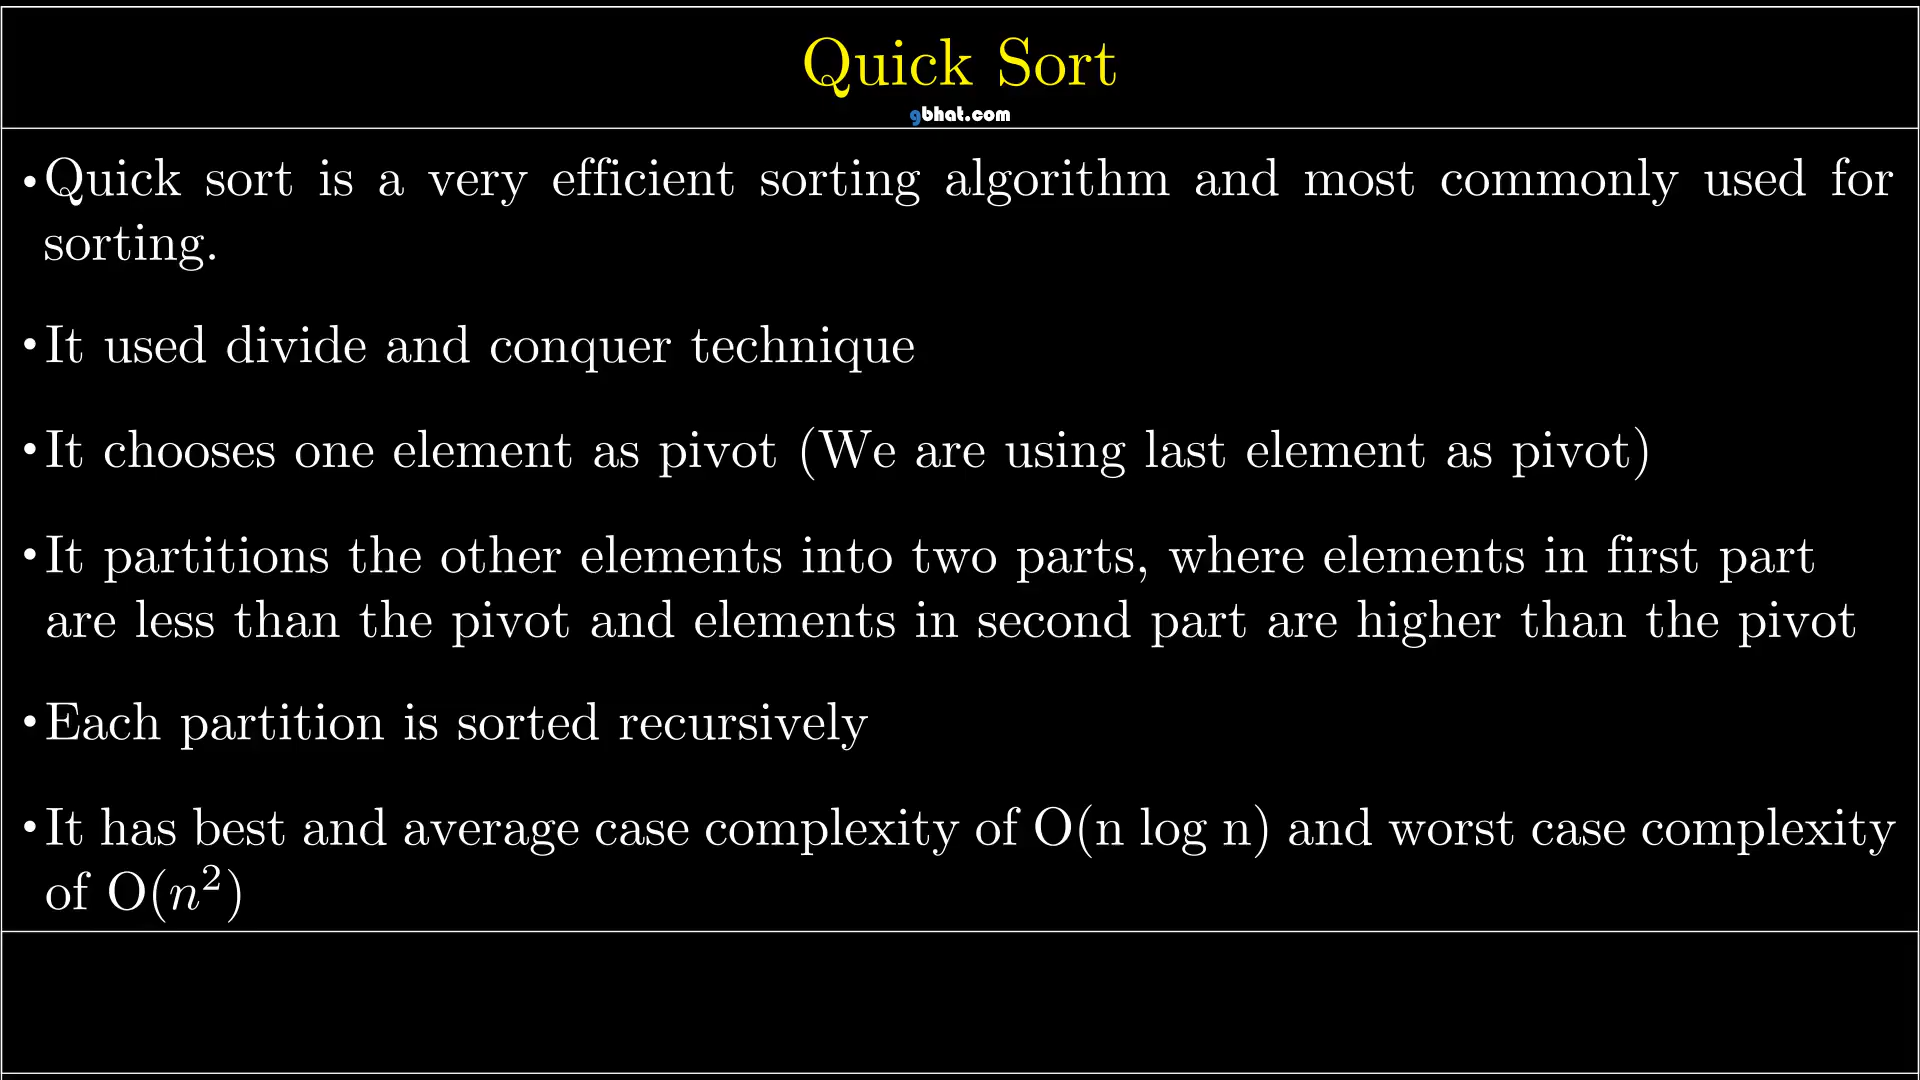 Quick Sort
gbhat.com
•Quick sort is a very efficient sorting algorithm and most commonly used for
sorting.
•It used divide and conquer technique
•It chooses one element as pivot (We are using last element as pivot)
•It partitions the other elements into two parts, where elements in first part
are less than the pivot and elements in second part are higher than the pivot
•Each partition is sorted recursively
•It has best and average case complexity of O(n log n) and worst case complexity
of O(n²)